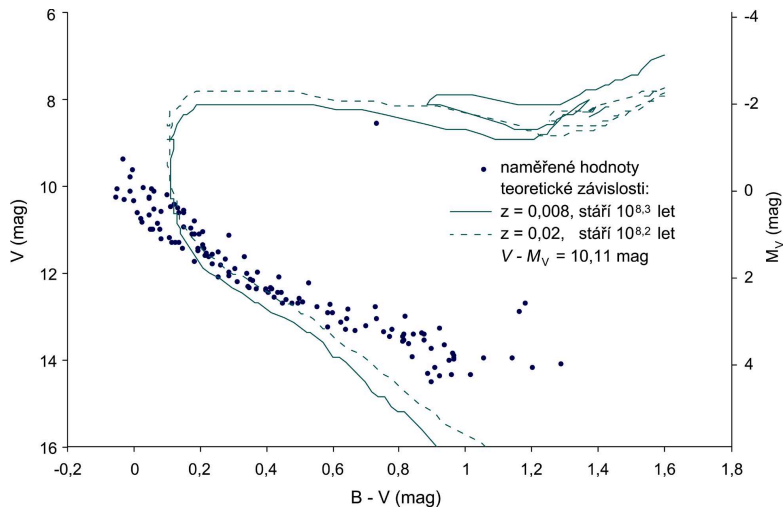 6
8
10
12
14
16
V (mag)
-4
-2
0
2
4
M_V (mag)
naměřené hodnoty
teoretické závislosti:
z = 0,008, stáří 10^8,3 let
z = 0,02, stáří 10^8,2 let
V - M_V = 10,11 mag
-0,2 0 0,2 0,4 0,6 0,8 1 1,2 1,4 1,6 1,8
B - V (mag)